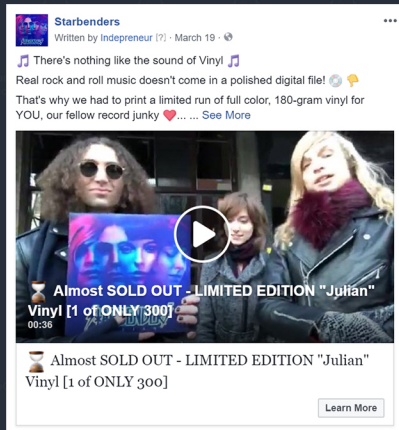 Starbenders
Written by Indepreneur [?] · March 19 ·
🎵 There's nothing like the sound of Vinyl 🎵
Real rock and roll music doesn't come in a polished digital file! 💿 👇
That's why we had to print a limited run of full color, 180-gram vinyl for
YOU, our fellow record junky ❤️... ... See More
⏳ Almost SOLD OUT - LIMITED EDITION "Julian"
Vinyl [1 of ONLY 300]
00:36
⏳ Almost SOLD OUT - LIMITED EDITION "Julian"
Vinyl [1 of ONLY 300]
Learn More